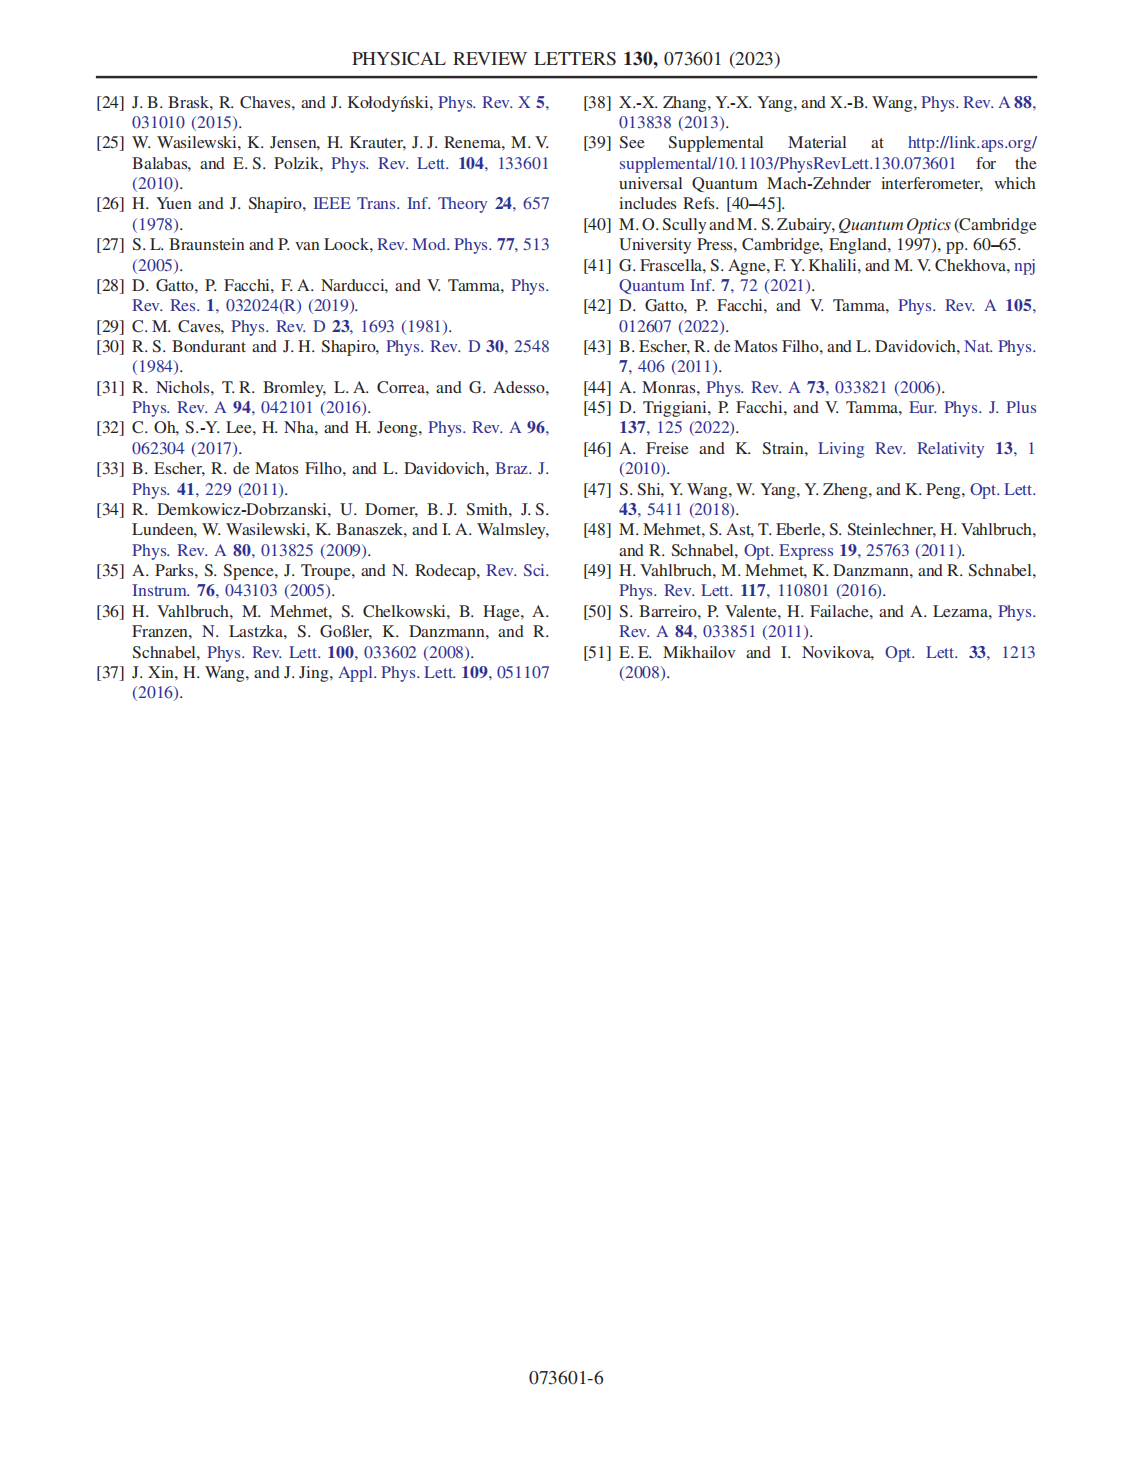 PHYSICAL REVIEW LETTERS 130, 073601 (2023)
[24] J. B. Brask, R. Chaves, and J. Kołodyński, Phys. Rev. X 5,
031010 (2015).
[25] W. Wasilewski, K. Jensen, H. Krauter, J. J. Renema, M. V.
Balabas, and E. S. Polzik, Phys. Rev. Lett. 104, 133601
(2010).
[26] H. Yuen and J. Shapiro, IEEE Trans. Inf. Theory 24, 657
(1978).
[27] S. L. Braunstein and P. van Loock, Rev. Mod. Phys. 77, 513
(2005).
[28] D. Gatto, P. Facchi, F. A. Narducci, and V. Tamma, Phys.
Rev. Res. 1, 032024(R) (2019).
[29] C. M. Caves, Phys. Rev. D 23, 1693 (1981).
[30] R. S. Bondurant and J. H. Shapiro, Phys. Rev. D 30, 2548
(1984).
[31] R. Nichols, T. R. Bromley, L. A. Correa, and G. Adesso,
Phys. Rev. A 94, 042101 (2016).
[32] C. Oh, S.-Y. Lee, H. Nha, and H. Jeong, Phys. Rev. A 96,
062304 (2017).
[33] B. Escher, R. de Matos Filho, and L. Davidovich, Braz. J.
Phys. 41, 229 (2011).
[34] R. Demkowicz-Dobrzanski, U. Dorner, B. J. Smith, J. S.
Lundeen, W. Wasilewski, K. Banaszek, and I. A. Walmsley,
Phys. Rev. A 80, 013825 (2009).
[35] A. Parks, S. Spence, J. Troupe, and N. Rodecap, Rev. Sci.
Instrum. 76, 043103 (2005).
[36] H. Vahlbruch, M. Mehmet, S. Chelkowski, B. Hage, A.
Franzen, N. Lastzka, S. Goßler, K. Danzmann, and R.
Schnabel, Phys. Rev. Lett. 100, 033602 (2008).
[37] J. Xin, H. Wang, and J. Jing, Appl. Phys. Lett. 109, 051107
(2016).
[38] X.-X. Zhang, Y.-X. Yang, and X.-B. Wang, Phys. Rev. A 88,
013838 (2013).
[39] See Supplemental Material at http://link.aps.org/
supplemental/10.1103/PhysRevLett.130.073601 for the
universal Quantum Mach-Zehnder interferometer, which
includes Refs. [40–45].
[40] M. O. Scully and M. S. Zubairy, Quantum Optics (Cambridge
University Press, Cambridge, England, 1997), pp. 60–65.
[41] G. Frascella, S. Agne, F. Y. Khalili, and M. V. Chekhova, npj
Quantum Inf. 7, 72 (2021).
[42] D. Gatto, P. Facchi, and V. Tamma, Phys. Rev. A 105,
012607 (2022).
[43] B. Escher, R. de Matos Filho, and L. Davidovich, Nat. Phys.
7, 406 (2011).
[44] A. Monras, Phys. Rev. A 73, 033821 (2006).
[45] D. Triggiani, P. Facchi, and V. Tamma, Eur. Phys. J. Plus
137, 125 (2022).
[46] A. Freise and K. Strain, Living Rev. Relativity 13, 1
(2010).
[47] S. Shi, Y. Wang, W. Yang, Y. Zheng, and K. Peng, Opt. Lett.
43, 5411 (2018).
[48] M. Mehmet, S. Ast, T. Eberle, S. Steinlechner, H. Vahlbruch,
and R. Schnabel, Opt. Express 19, 25763 (2011).
[49] H. Vahlbruch, M. Mehmet, K. Danzmann, and R. Schnabel,
Phys. Rev. Lett. 117, 110801 (2016).
[50] S. Barreiro, P. Valente, H. Failache, and A. Lezama, Phys.
Rev. A 84, 033851 (2011).
[51] E. E. Mikhailov and I. Novikova, Opt. Lett. 33, 1213
(2008).
073601-6